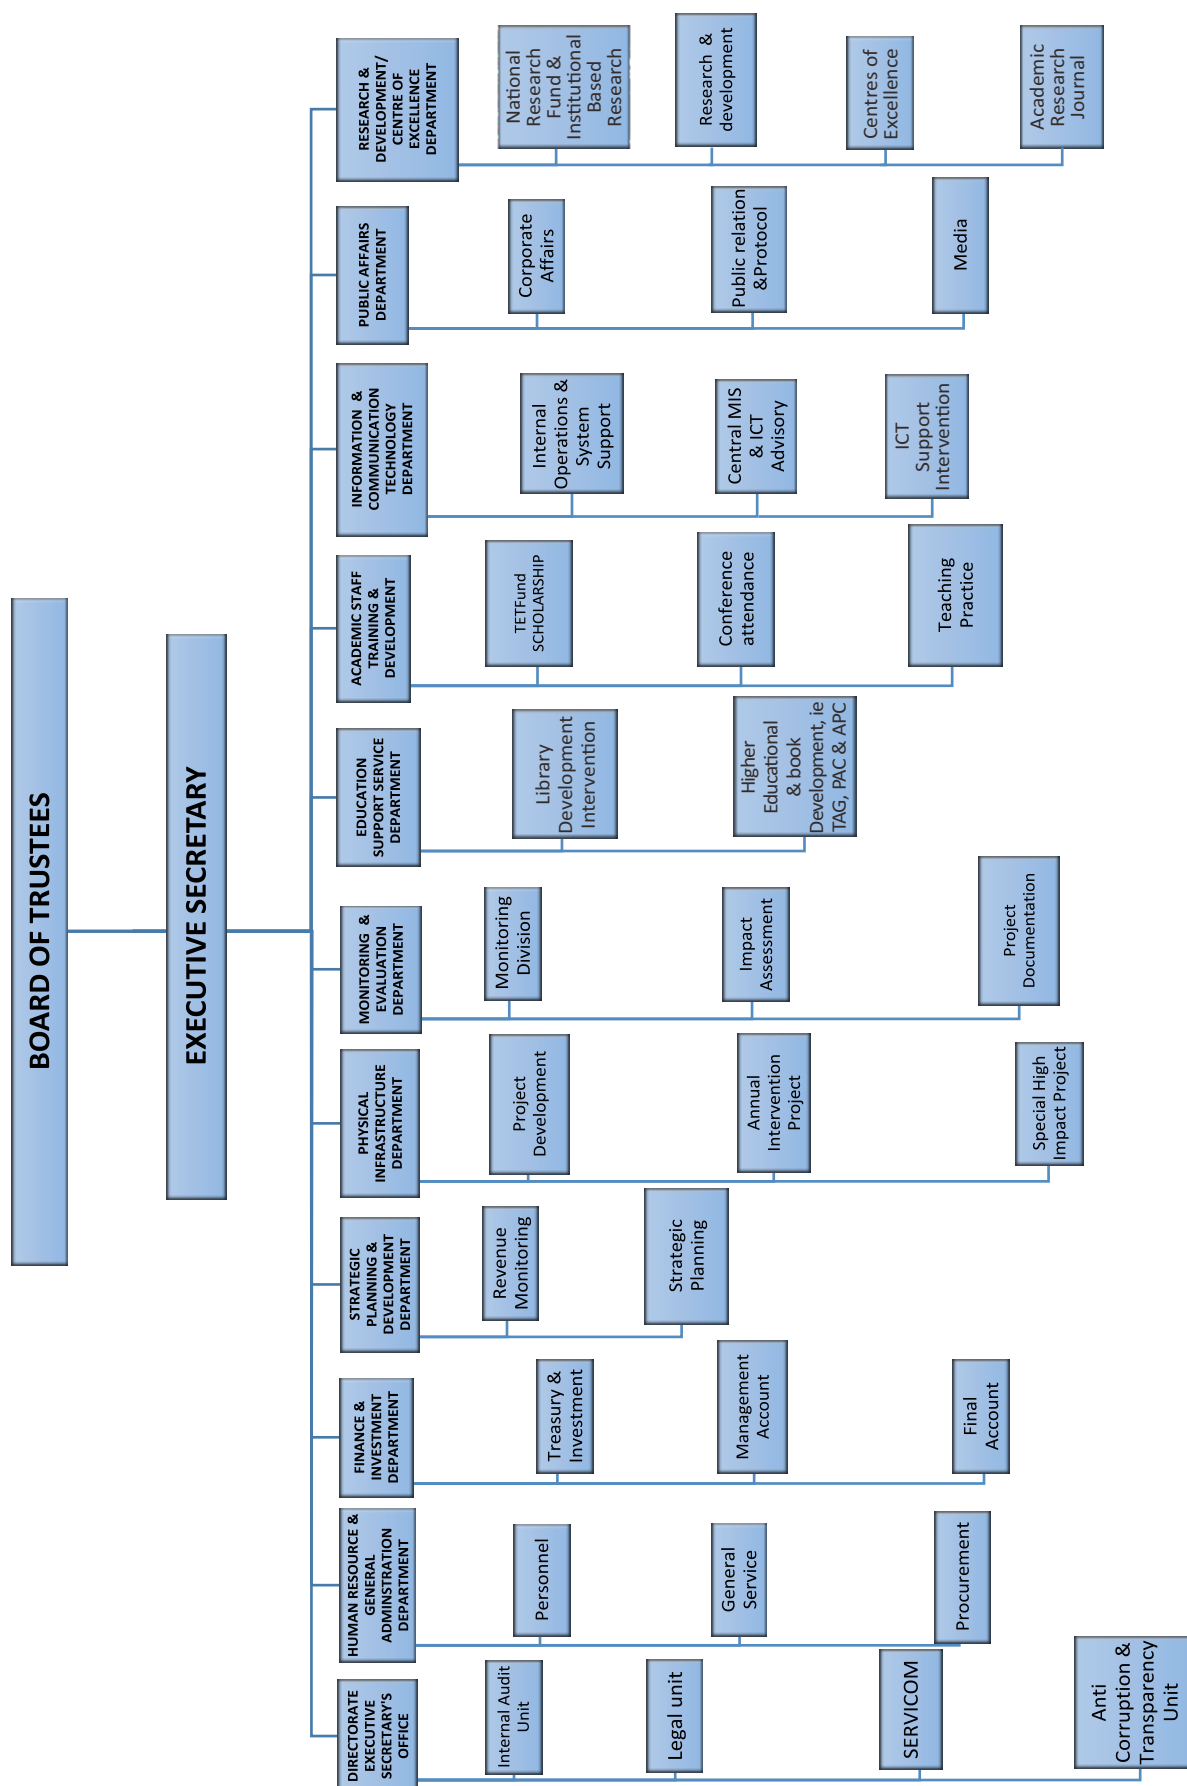 BOARD OF TRUSTEES
EXECUTIVE SECRETARY
DIRECTORATE
EXECUTIVE
SECRETARY'S
OFFICE
Internal Audit
Unit
Legal unit
SERVICOM
Anti
Corruption &
Transparency
Unit
HUMAN RESOURCE &
GENERAL
ADMINSTRATION
DEPARTMENT
Personnel
General
Service
Procurement
FINANCE &
INVESTMENT
DEPARTMENT
Treasury &
Investment
Management
Account
Final
Account
STRATEGIC
PLANNING &
DEVELOPMENT
DEPARTMENT
Revenue
Monitoring
Strategic
Planning
PHYSICAL
INFRASTRUCTURE
DEPARTMENT
Project
Development
Annual
Intervention
Project
Special High
Impact Project
MONITORING &
EVALUATION
DEPARTMENT
Monitoring
Division
Impact
Assessment
Project
Documentation
EDUCATION
SUPPORT SERVICE
DEPARTMENT
Library
Development
Intervention
Higher
Educational
& book
Development, ie
TAG, PAC & APC
ACADEMIC STAFF
TRAINING &
DEVELOPMENT
TETFund
SCHOLARSHIP
Conference
attendance
Teaching
Practice
INFORMATION &
COMMUNICATION
TECHNOLOGY
DEPARTMENT
Internal
Operations &
System
Support
Central MIS
& ICT
Advisory
ICT
Support
Intervention
PUBLIC AFFAIRS
DEPARTMENT
Corporate
Affairs
Public relation
&Protocol
Media
RESEARCH &
DEVELOPMENT/
CENTRE OF
EXCELLENCE
DEPARTMENT
National
Research
Fund &
Institutional
Based
Research
Research &
development
Centres of
Excellence
Academic
Research
Journal